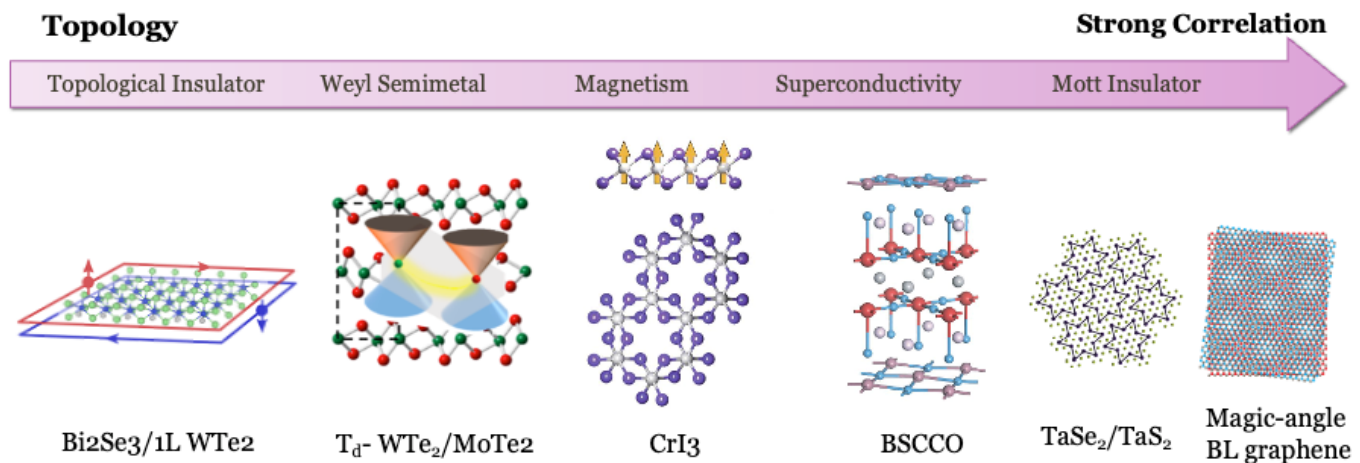 Topology
Strong Correlation
Topological Insulator
Weyl Semimetal
Magnetism
Superconductivity
Mott Insulator
Bi2Se3/1L WTe2
T_d- WTe₂/MoTe2
CrI3
BSCCO
TaSe₂/TaS₂
Magic-angle
BL graphene